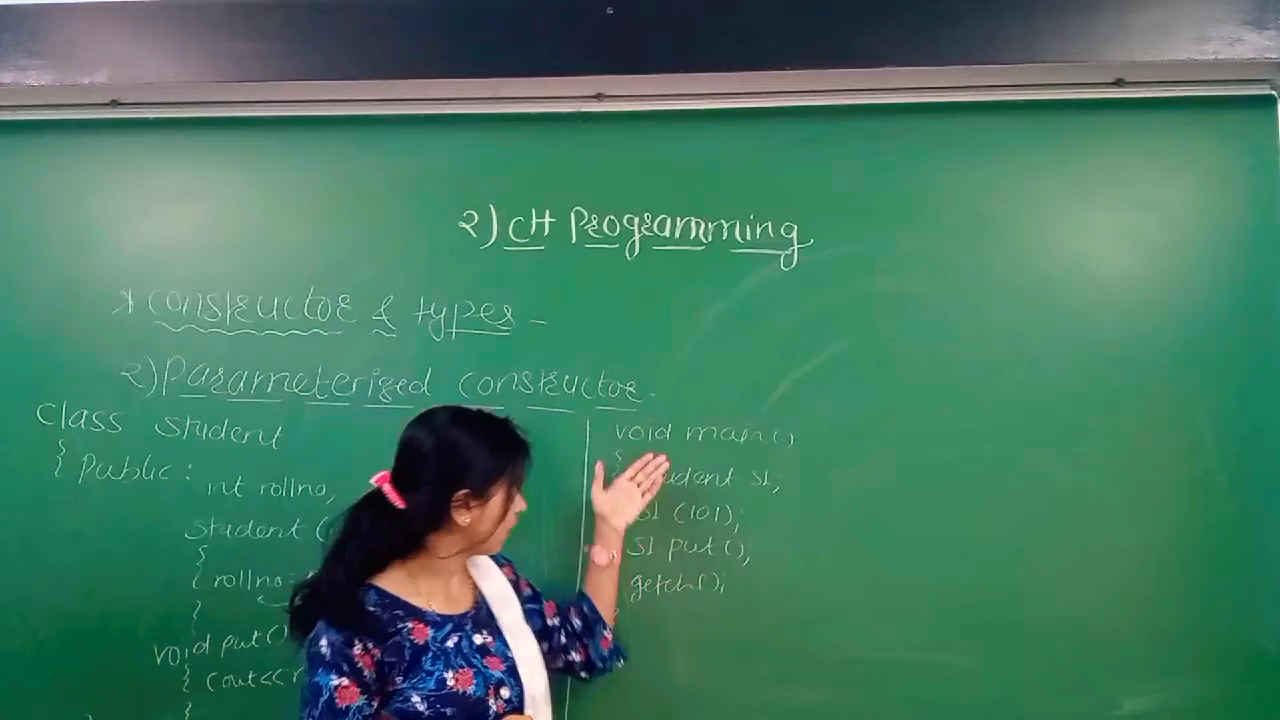 2) C++ Programming
* Constructor & types -
2) Parameterized constructor.
class student
{ public:
int rollno,
student (
{
{ rollno=
}
void put()
{ cout<<r
void main()
{
student S1;
S1 (101);
S1 put();
getch();
}